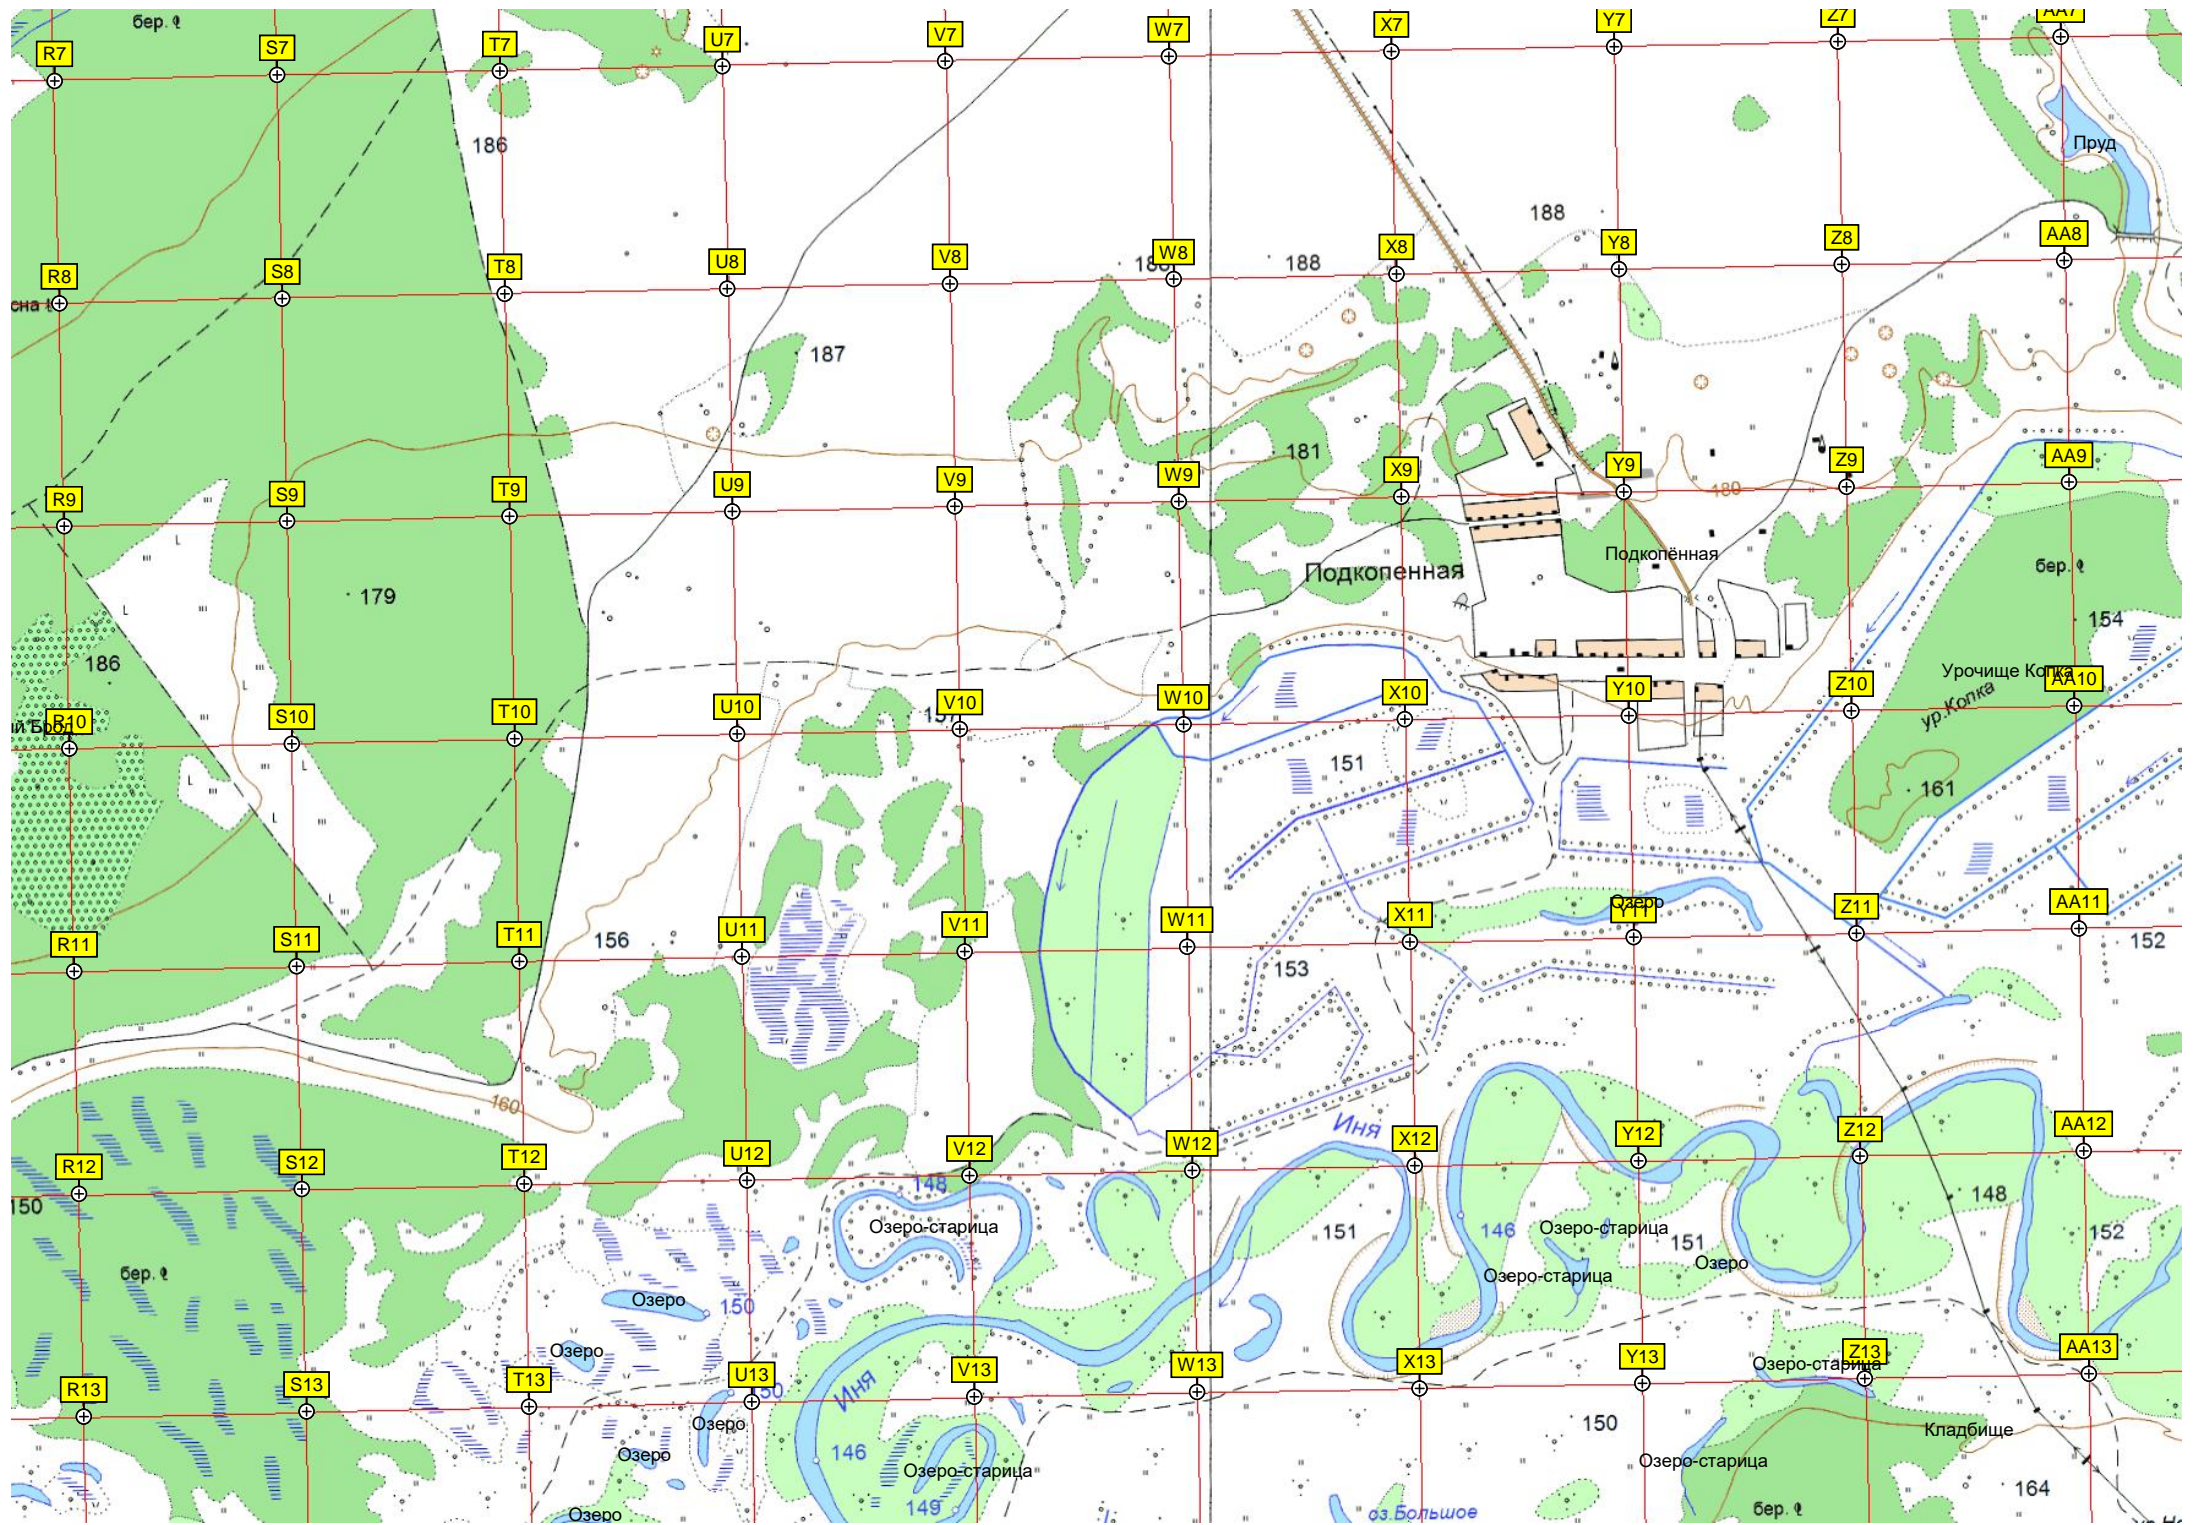 бер.
R7
S7
T7
U7
V7
W7
X7
Y7
Z7
AA7
186
Пруд
188
188
R8
S8
T8
U8
V8
W8
X8
Y8
Z8
AA8
сна
187
181
R9
S9
T9
U9
V9
W9
X9
Y9
Z9
AA9
180
179
Подкопенная
Подкопённая
бер.
154
186
Урочище Копка
ур.Копка
R10
S10
T10
U10
V10
W10
X10
Y10
Z10
AA10
й Брод
157
151
161
Озеро
R11
S11
T11
U11
V11
W11
X11
Y11
Z11
AA11
156
153
152
160
Иня
R12
S12
T12
U12
V12
W12
X12
Y12
Z12
AA12
150
148
148
Озеро-старица
151
146
Озеро-старица
151
152
бер.
Озеро-старица
Озеро
Озеро
150
Озеро
Озеро-старица
R13
S13
T13
U13
V13
W13
X13
Y13
Z13
AA13
150
Иня
Озеро
150
Кладбище
146
Озеро
Озеро-старица
Озеро-старица
164
149
Озеро
оз.Большое
бер.